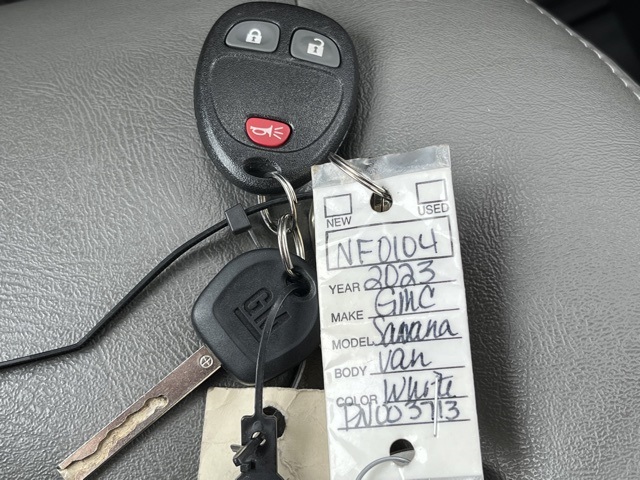 NEW USED
NF0104
YEAR 2023
MAKE GMC
MODEL Savana
BODY Van
COLOR White
PN003713
GM